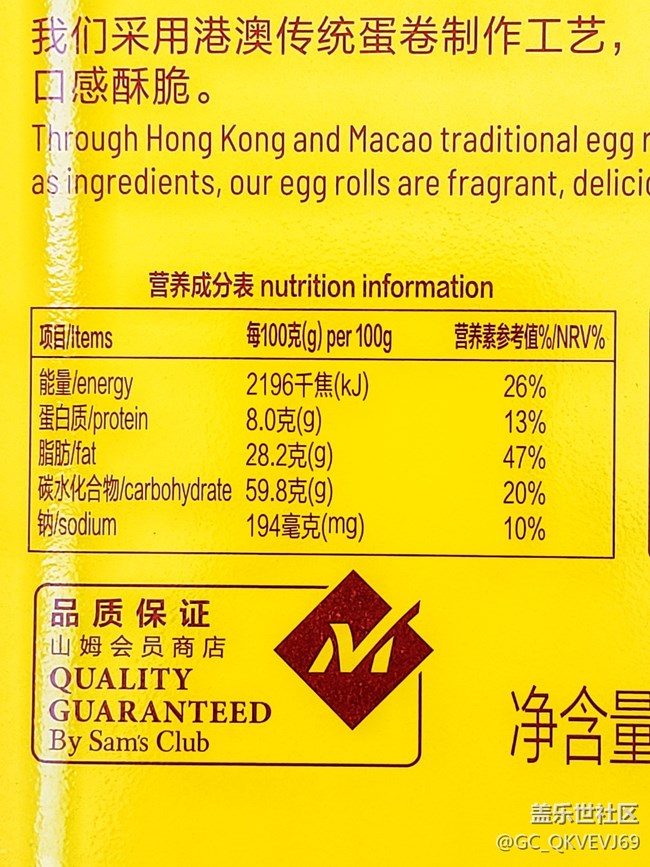 我们采用港澳传统蛋卷制作工艺，
口感酥脆。
Through Hong Kong and Macao traditional egg
as ingredients, our egg rolls are fragrant,
营养成分表 nutrition information
项目/Items 每100克(g) per 100g 营养素参考值%/NRV%
能量/energy 2196千焦(kJ) 26%
蛋白质/protein 8.0克(g) 13%
脂肪/fat 28.2克(g) 47%
碳水化合物/carbohydrate 59.8克(g) 20%
钠/sodium 194毫克(mg) 10%
品质保证
山姆会员商店
QUALITY
GUARANTEED
By Sam's Club
净含量
盖乐世社区
@GC_QKVEVJ69